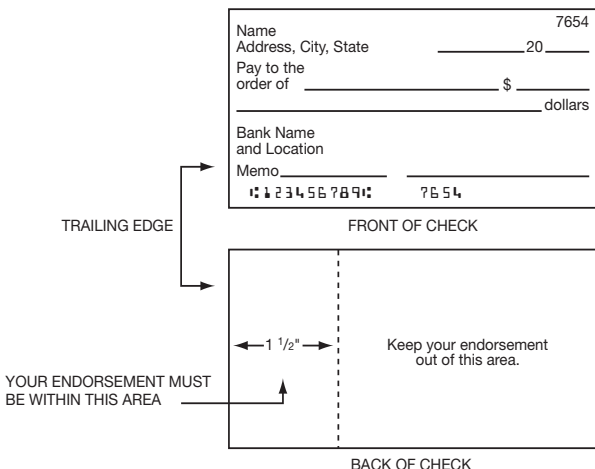 7654
Name
Address, City, State 20
Pay to the
order of $
dollars
Bank Name
and Location
Memo
⑆123456789⑆ 7654
TRAILING EDGE
FRONT OF CHECK
1 1/2"
Keep your endorsement
out of this area.
YOUR ENDORSEMENT MUST
BE WITHIN THIS AREA
BACK OF CHECK